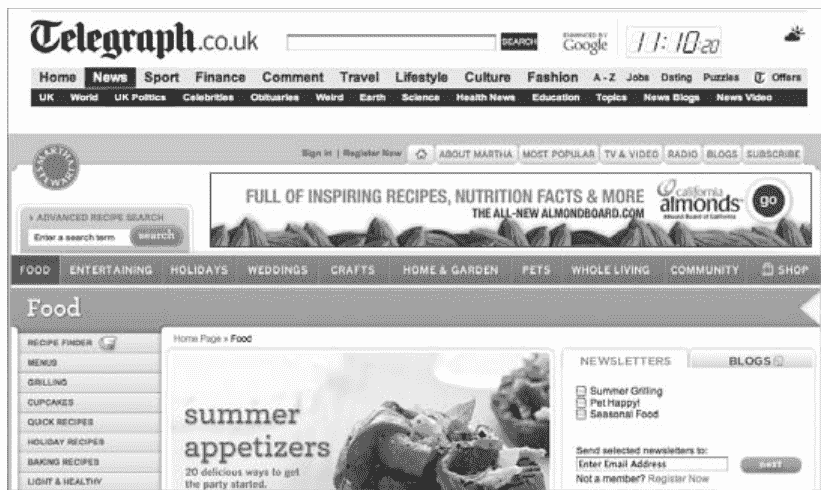 Telegraph.co.uk
SEARCH
ENHANCED BY Google
11:10:20
Home News Sport Finance Comment Travel Lifestyle Culture Fashion A - Z Jobs Dating Puzzles Offers
UK World UK Politics Celebrities Obituaries Weird Earth Science Health News Education Topics News Blogs News Video
MARTHA STEWART
Sign in | Register Now ABOUT MARTHA MOST POPULAR TV & VIDEO RADIO BLOGS SUBSCRIBE
FULL OF INSPIRING RECIPES, NUTRITION FACTS & MORE
THE ALL-NEW ALMONDBOARD.COM
california almonds
Almond Board of California
go
ADVANCED RECIPE SEARCH
Enter a search term search
FOOD ENTERTAINING HOLIDAYS WEDDINGS CRAFTS HOME & GARDEN PETS WHOLE LIVING COMMUNITY SHOP
Food
RECIPE FINDER
MENUS
GRILLING
CUPCAKES
QUICK RECIPES
HOLIDAY RECIPES
BAKING RECIPES
LIGHT & HEALTHY
Home Page » Food
summer
appetizers
20 delicious ways to get
the party started.
NEWSLETTERS BLOGS
Summer Grilling
Pet Happy!
Seasonal Food
Send selected newsletters to:
Enter Email Address next
Not a member? Register Now